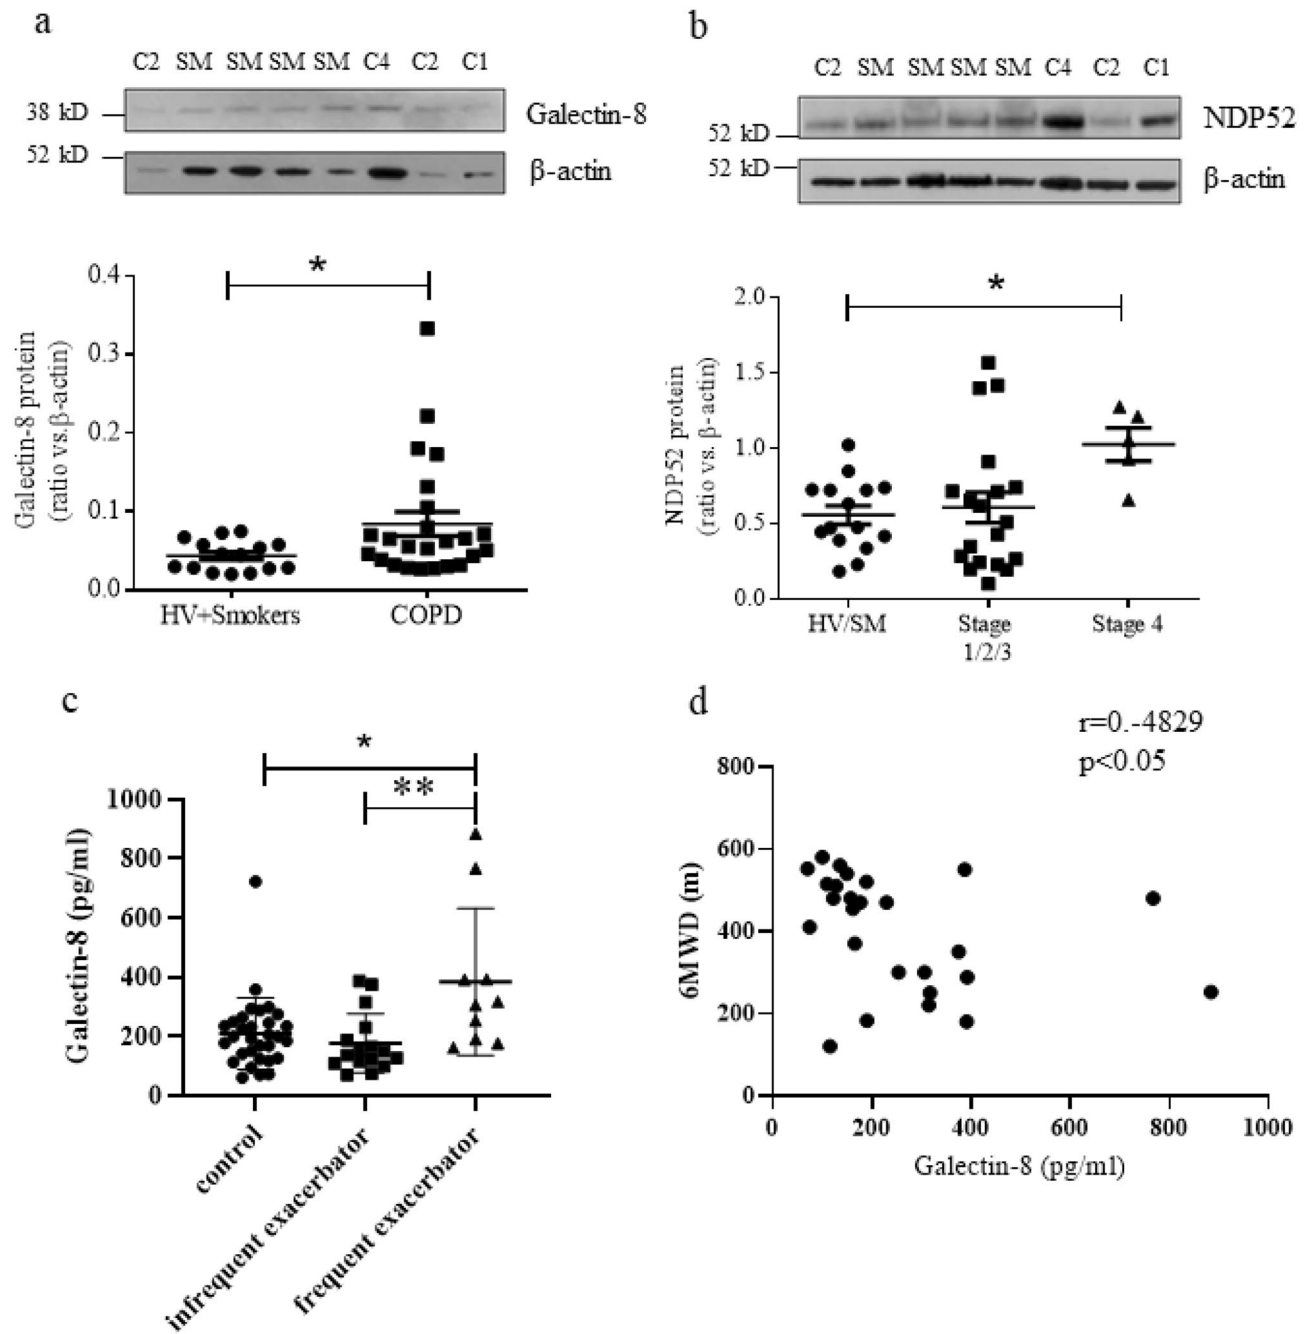 a
C2 SM SM SM SM C4 C2 C1
38 kD
Galectin-8
52 kD
β-actin
*
0.4
0.3
0.2
0.1
0.0
Galectin-8 protein
(ratio vs.β-actin)
HV+Smokers
COPD
b
C2 SM SM SM SM C4 C2 C1
NDP52
52 kD
52 kD
β-actin
*
2.0
1.5
1.0
0.5
0.0
NDP52 protein
(ratio vs. β-actin)
HV/SM
Stage
1/2/3
Stage 4
c
*
**
1000
800
600
400
200
0
Galectin-8 (pg/ml)
control
infrequent exacerbator
frequent exacerbator
d
r=0.-4829
p<0.05
800
600
400
200
0
6MWD (m)
0 200 400 600 800 1000
Galectin-8 (pg/ml)